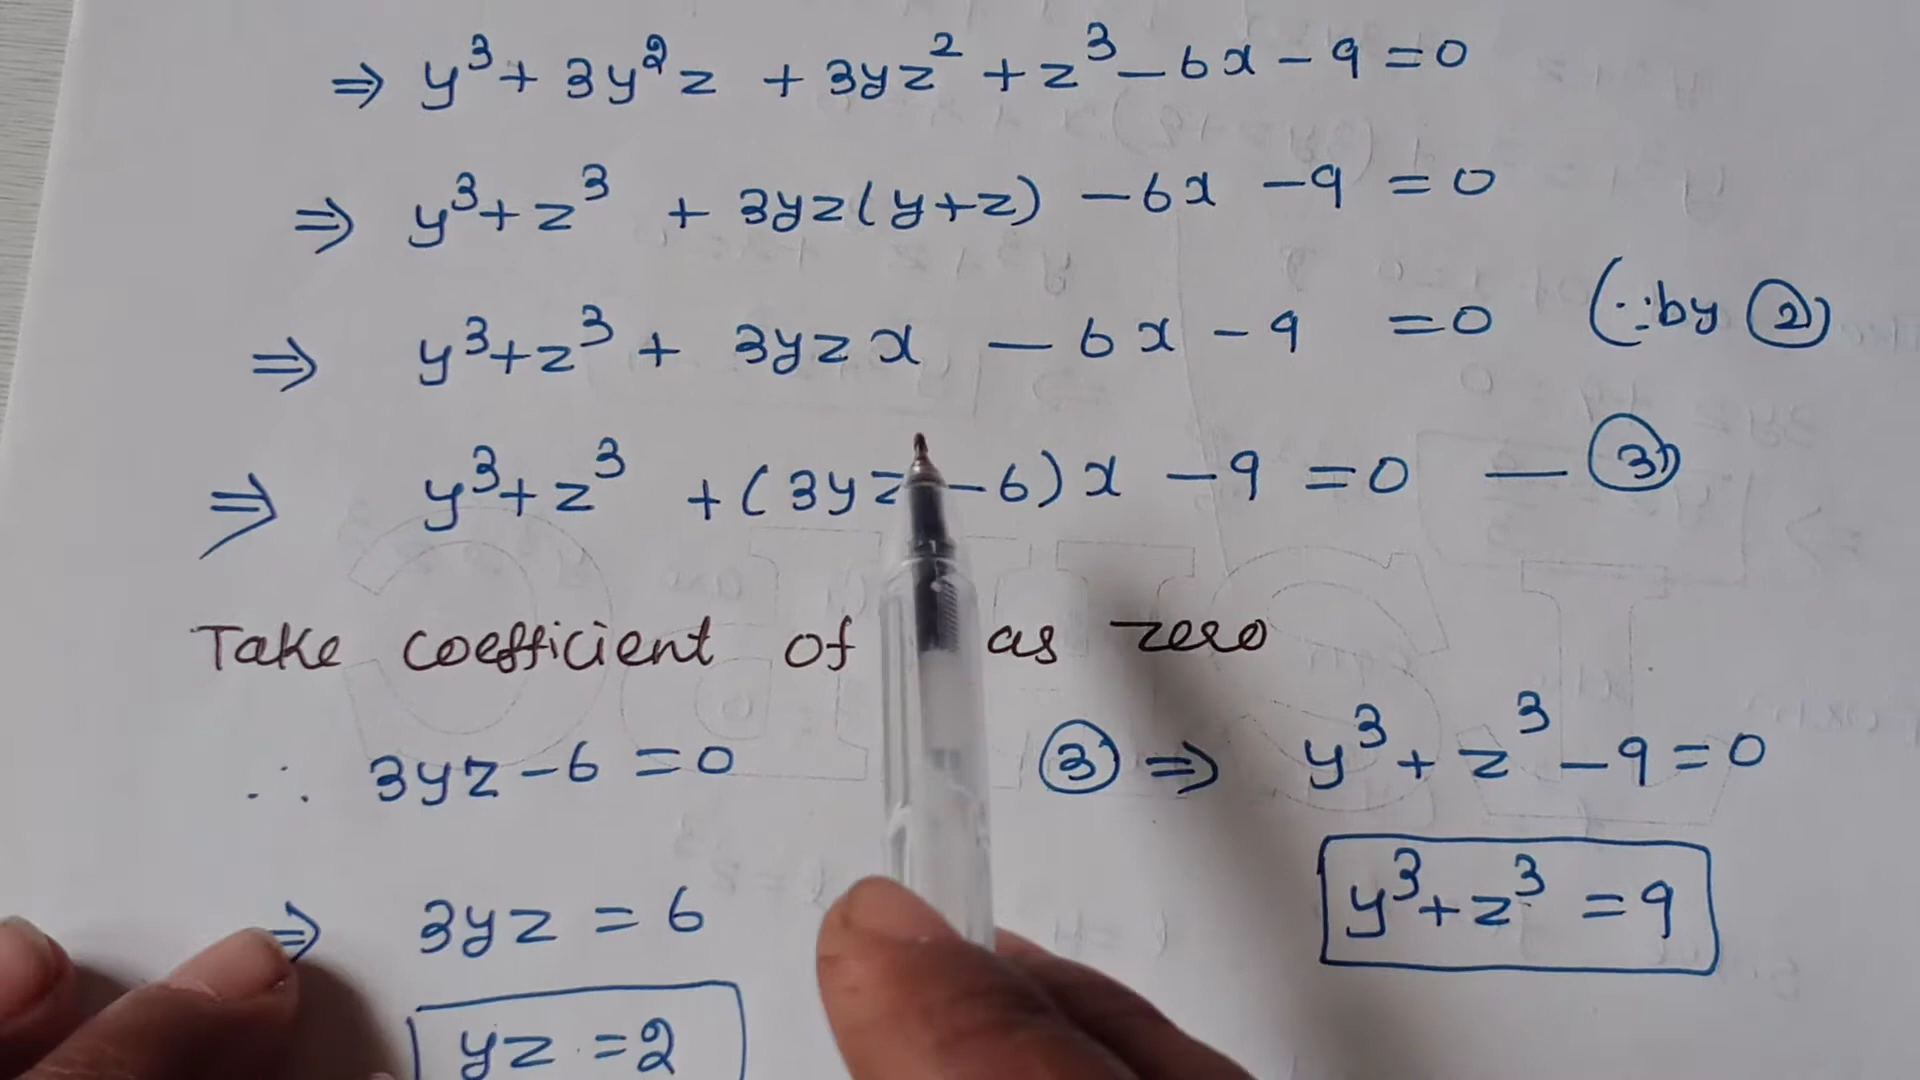 ⇒ y³ + 3y²z + 3yz² + z³ – 6x – 9 = 0
⇒ y³ + z³ + 3yz(y+z) – 6x – 9 = 0
⇒ y³ + z³ + 3yzx – 6x – 9 = 0 (∵ by ②)
⇒ y³ + z³ + (3yz – 6)x – 9 = 0 — ③
Take coefficient of as zero
∴ 3yz – 6 = 0
③ ⇒ y³ + z³ – 9 = 0
⇒ 3yz = 6
y³ + z³ = 9
yz = 2